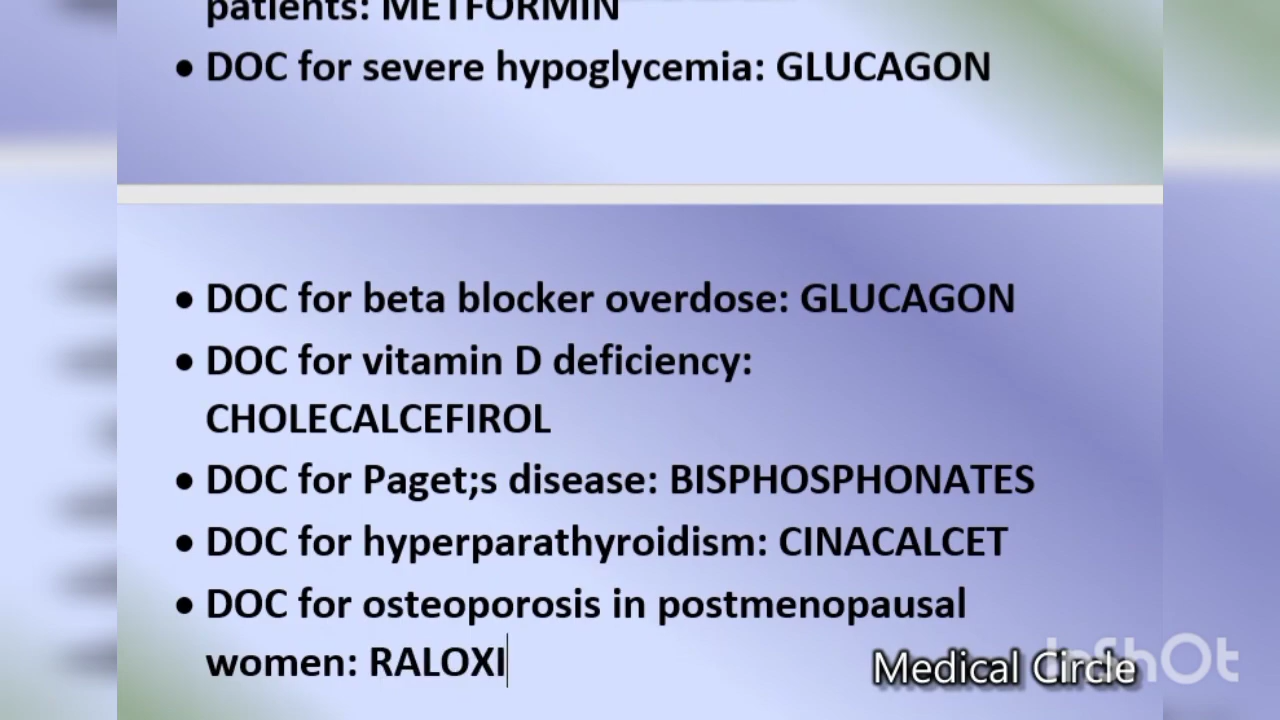 patients: METFORMIN
• DOC for severe hypoglycemia: GLUCAGON
• DOC for beta blocker overdose: GLUCAGON
• DOC for vitamin D deficiency:
CHOLECALCEFIROL
• DOC for Paget;s disease: BISPHOSPHONATES
• DOC for hyperparathyroidism: CINACALCET
• DOC for osteoporosis in postmenopausal
women: RALOXI
Medical Circle
InShOt